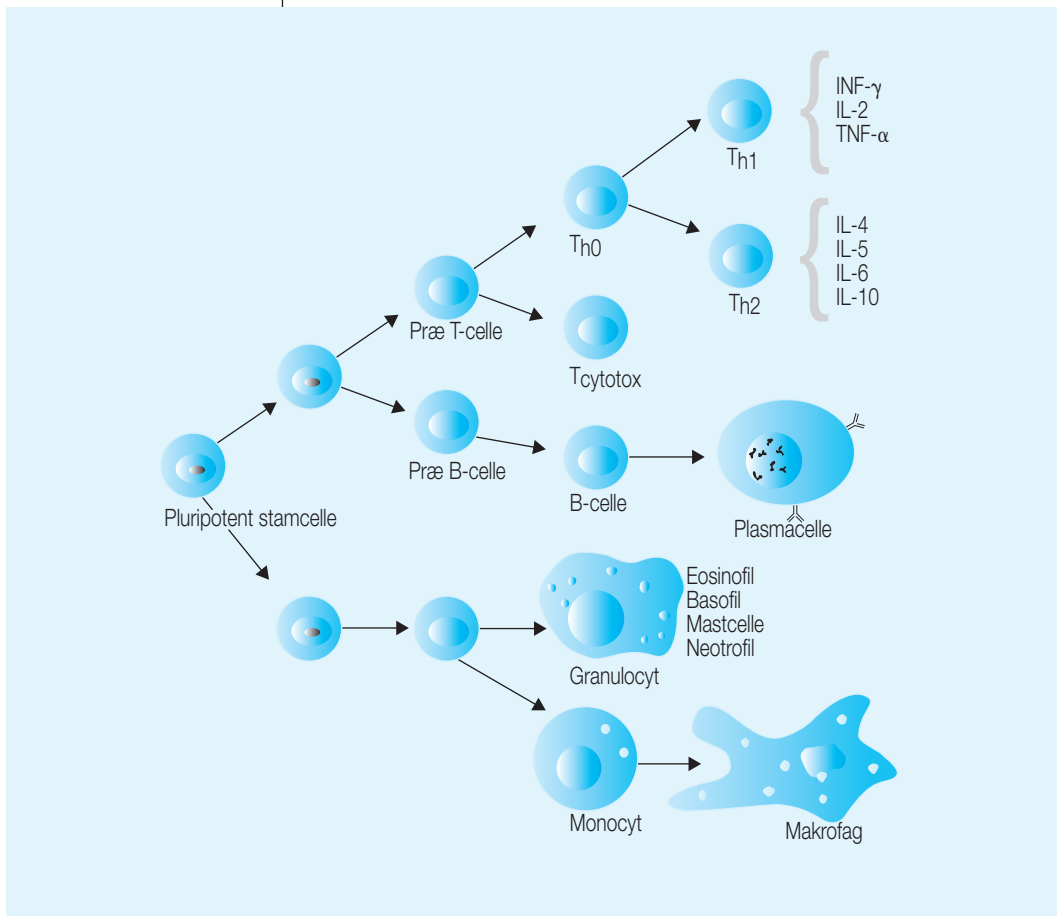 INF-γ
IL-2
TNF-α
Th1
Th0
IL-4
IL-5
IL-6
IL-10
Th2
Præ T-celle
Tcytotox
Præ B-celle
B-celle
Plasmacelle
Pluripotent stamcelle
Eosinofil
Basofil
Mastcelle
Neotrofil
Granulocyt
Monocyt
Makrofag